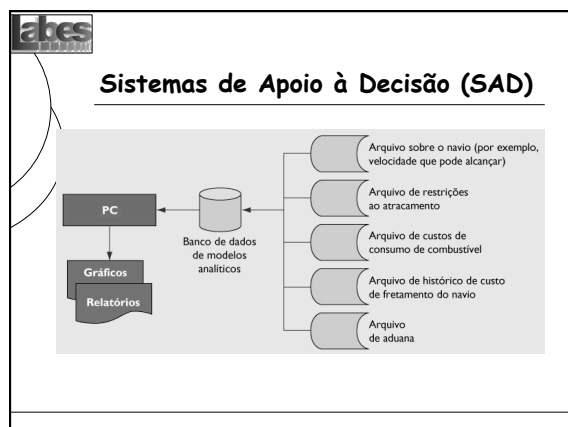 Labes
Sistemas de Apoio à Decisão (SAD)
Arquivo sobre o navio (por exemplo,
velocidade que pode alcançar)
Arquivo de restrições
ao atracamento
PC
Banco de dados
de modelos
analíticos
Arquivo de custos de
consumo de combustível
Gráficos
Relatórios
Arquivo de histórico de custo
de fretamento do navio
Arquivo
de aduana